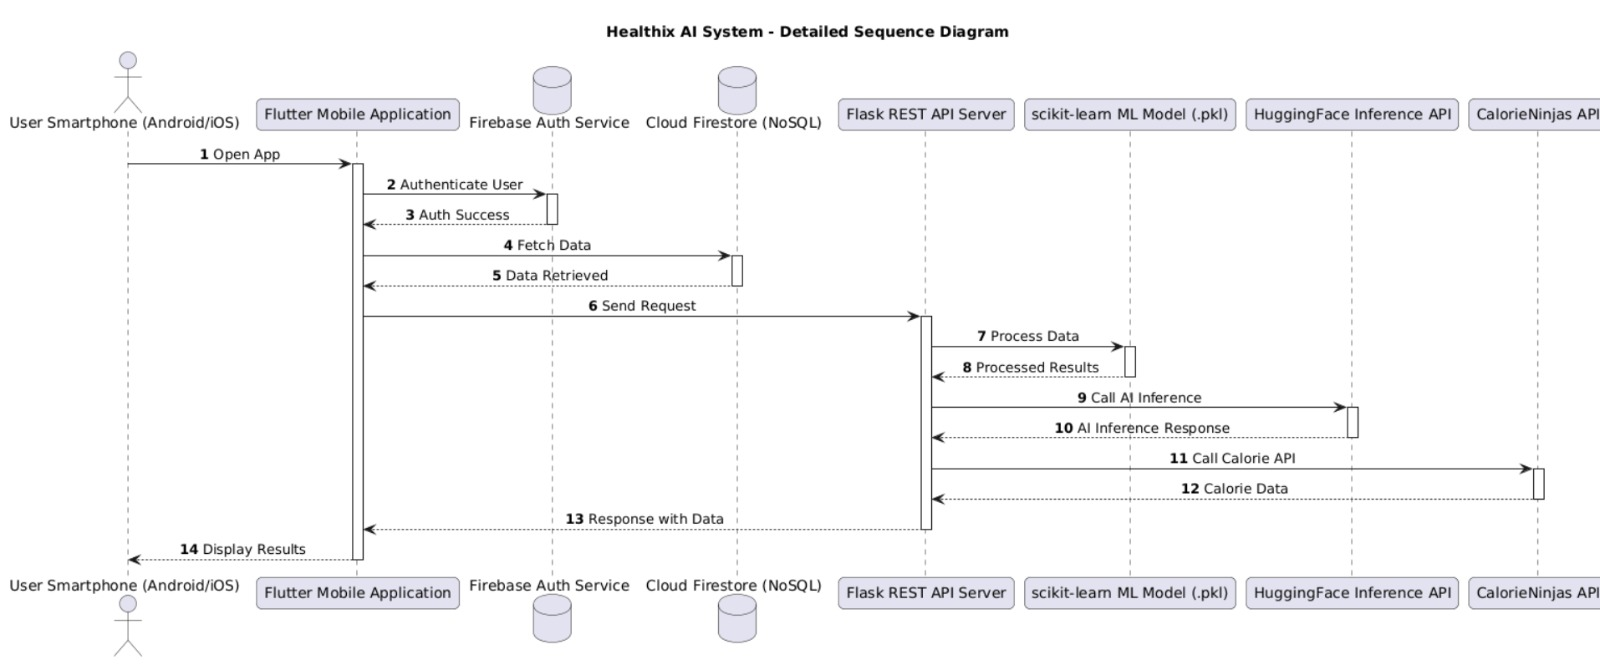 Healthix AI System - Detailed Sequence Diagram
User Smartphone (Android/iOS)
Flutter Mobile Application
Firebase Auth Service
Cloud Firestore (NoSQL)
Flask REST API Server
scikit-learn ML Model (.pkl)
HuggingFace Inference API
CalorieNinjas API
1 Open App
2 Authenticate User
3 Auth Success
4 Fetch Data
5 Data Retrieved
6 Send Request
7 Process Data
8 Processed Results
9 Call AI Inference
10 AI Inference Response
11 Call Calorie API
12 Calorie Data
13 Response with Data
14 Display Results
User Smartphone (Android/iOS)
Flutter Mobile Application
Firebase Auth Service
Cloud Firestore (NoSQL)
Flask REST API Server
scikit-learn ML Model (.pkl)
HuggingFace Inference API
CalorieNinjas API